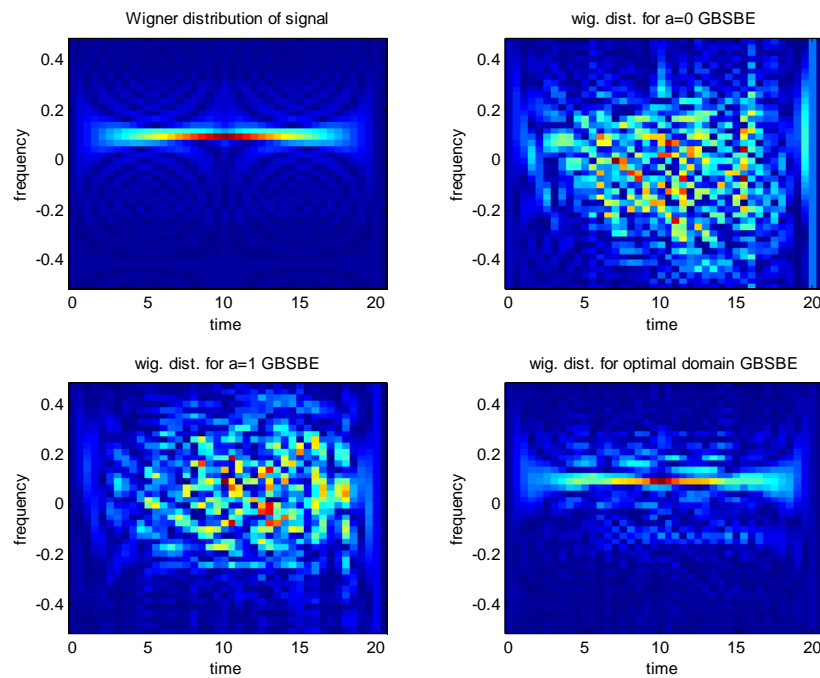 Wigner distribution of signal
0.4
0.2
0
-0.2
-0.4
frequency
0 5 10 15 20
time
wig. dist. for a=0 GBSBE
0.4
0.2
0
-0.2
-0.4
frequency
0 5 10 15 20
time
wig. dist. for a=1 GBSBE
0.4
0.2
0
-0.2
-0.4
frequency
0 5 10 15 20
time
wig. dist. for optimal domain GBSBE
0.4
0.2
0
-0.2
-0.4
frequency
0 5 10 15 20
time